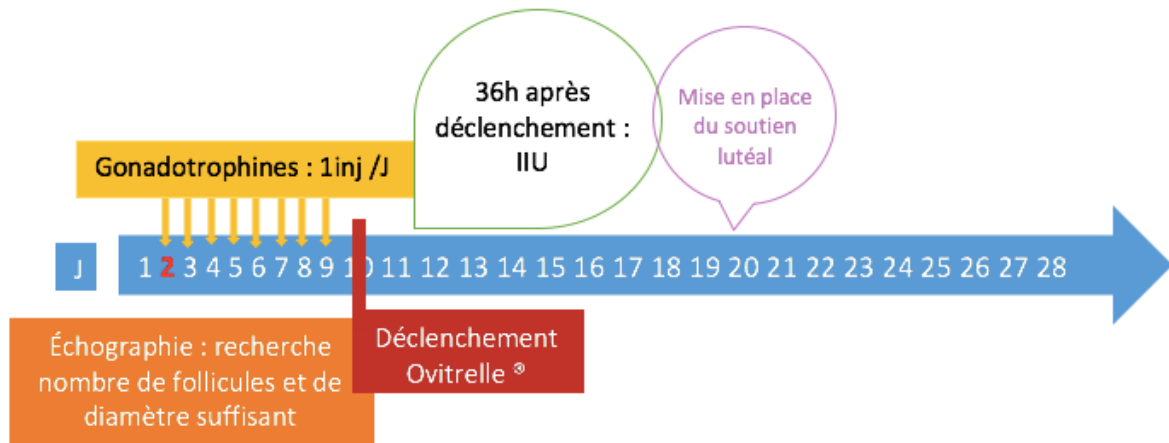 36h après
déclenchement :
IIU
Mise en place
du soutien
lutéal
Gonadotrophines : 1inj /J
J
1 2 3 4 5 6 7 8 9 10 11 12 13 14 15 16 17 18 19 20 21 22 23 24 25 26 27 28
Échographie : recherche
nombre de follicules et de
diamètre suffisant
Déclenchement
Ovitrelle ®